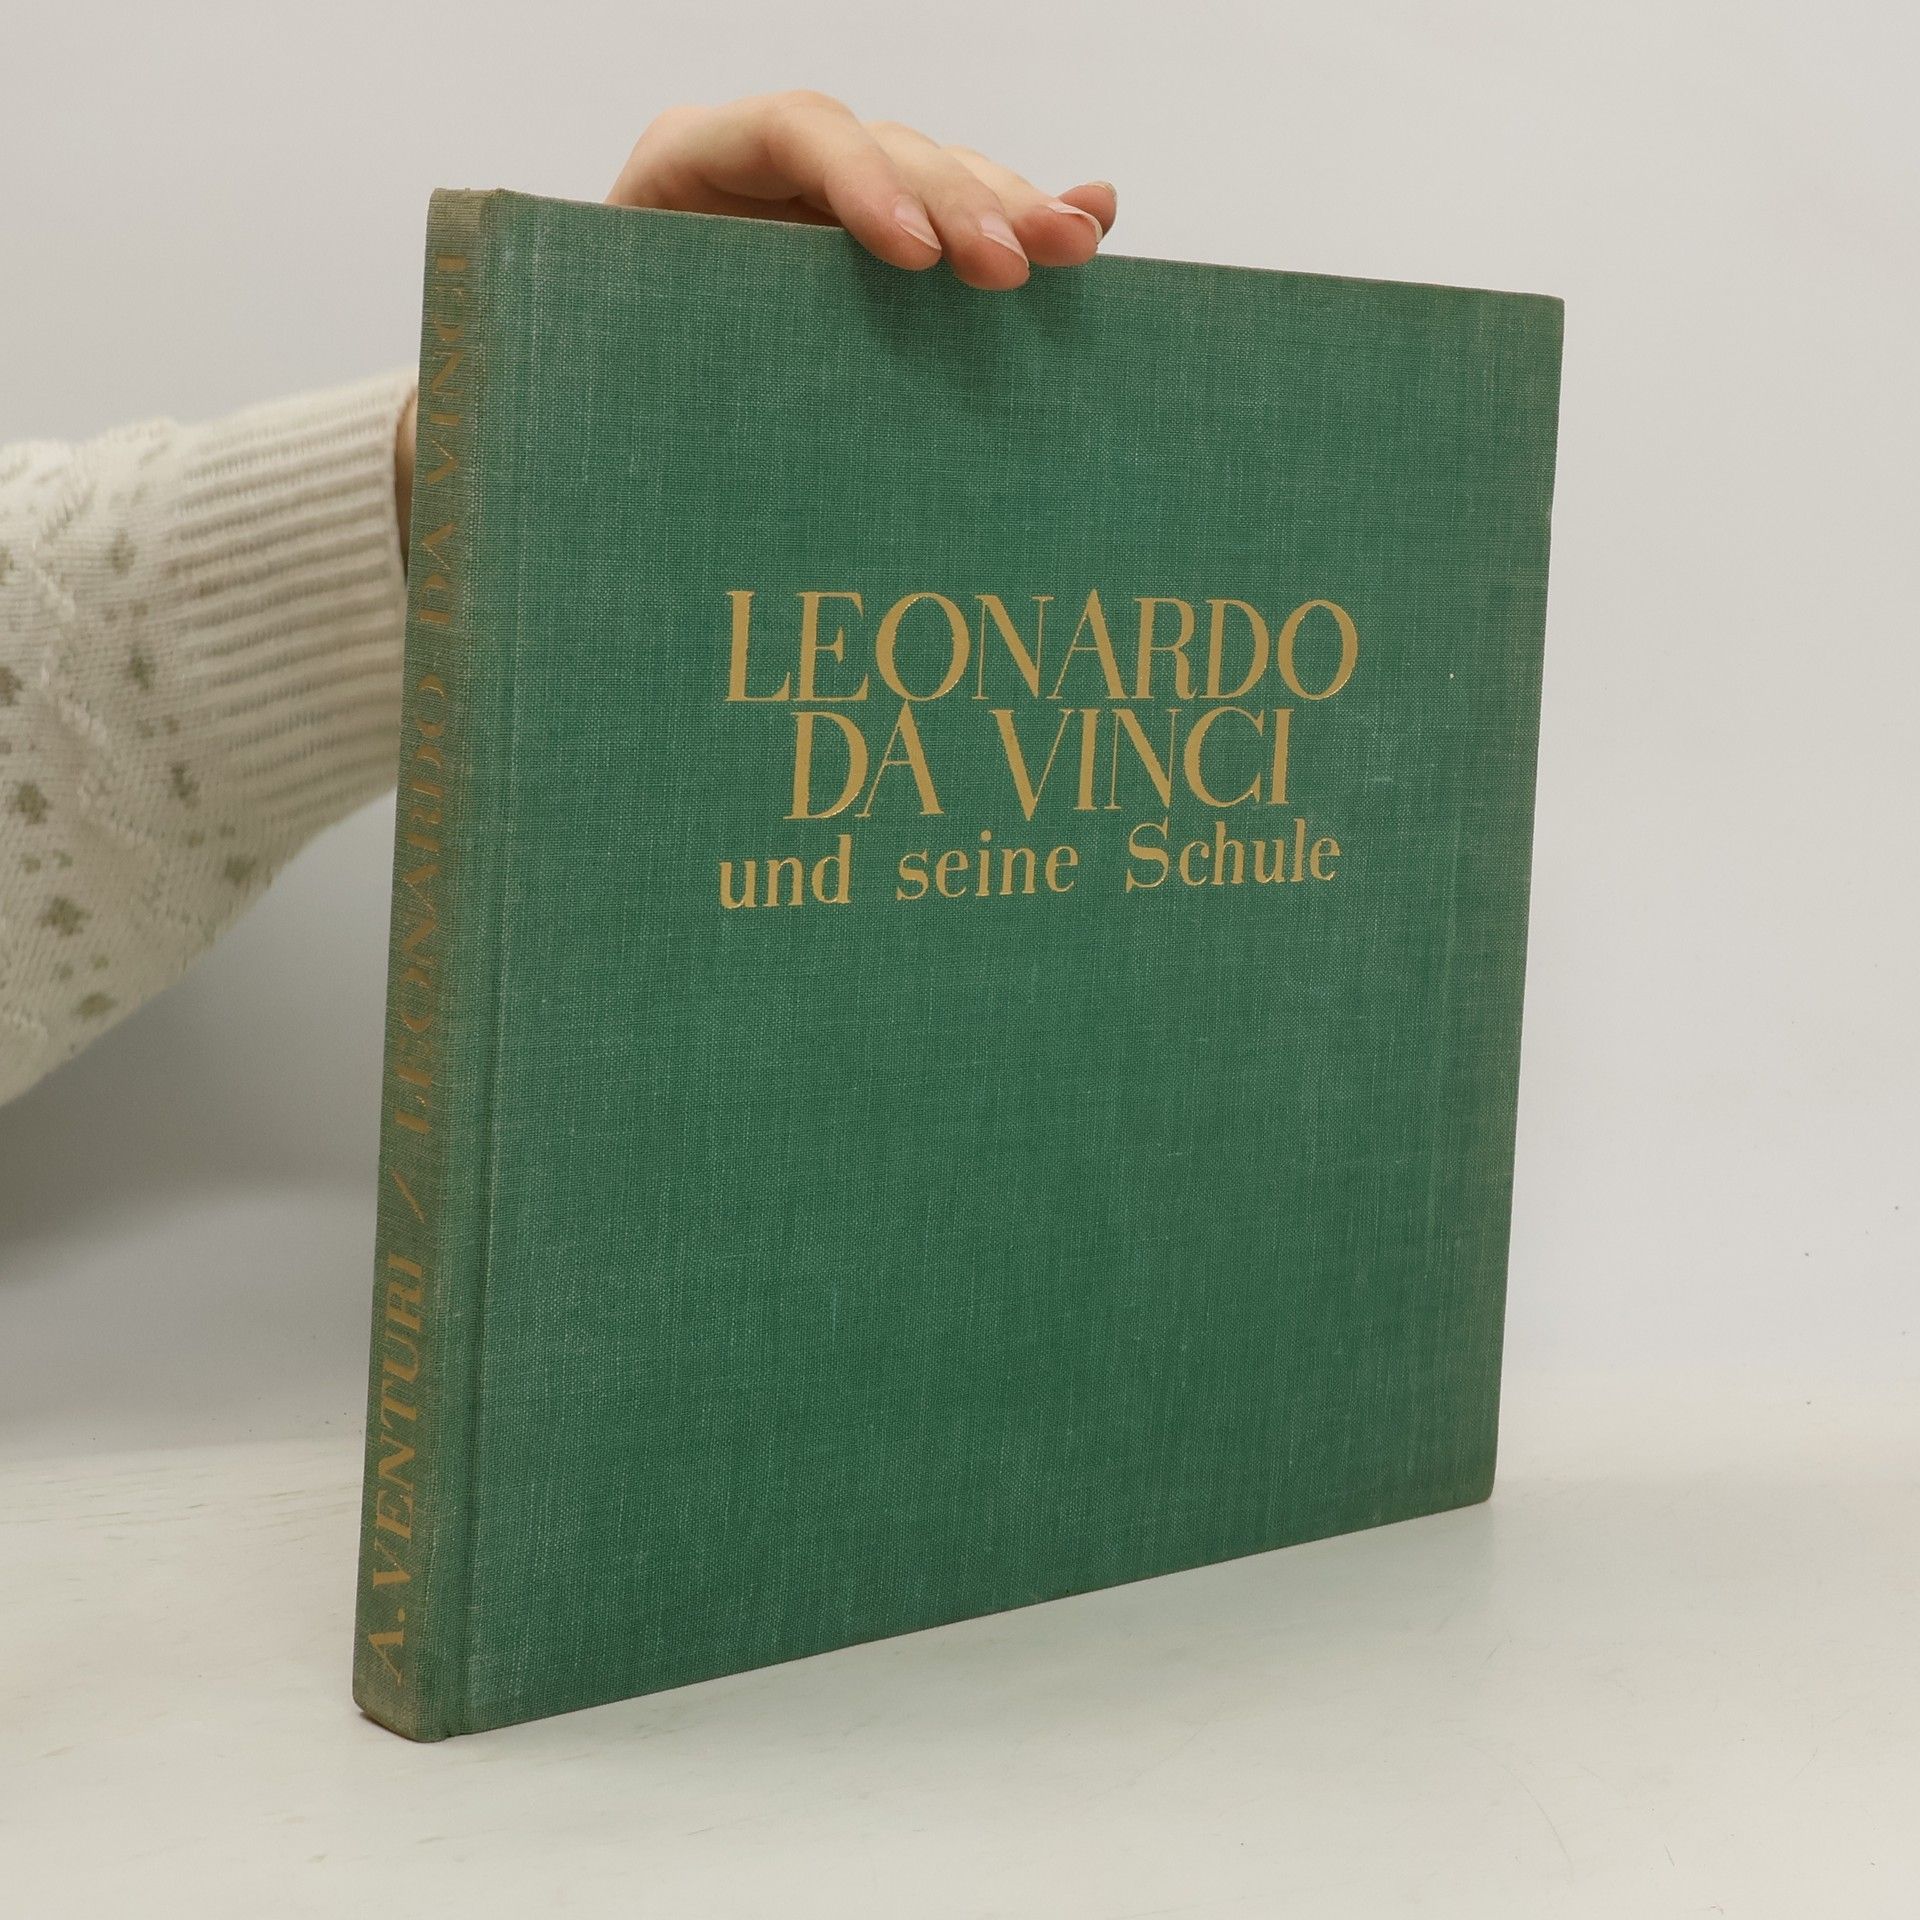 LEONARDO
DA VINCI
und seine Schule
A. VENTURI / LEONARDO DA VINCI